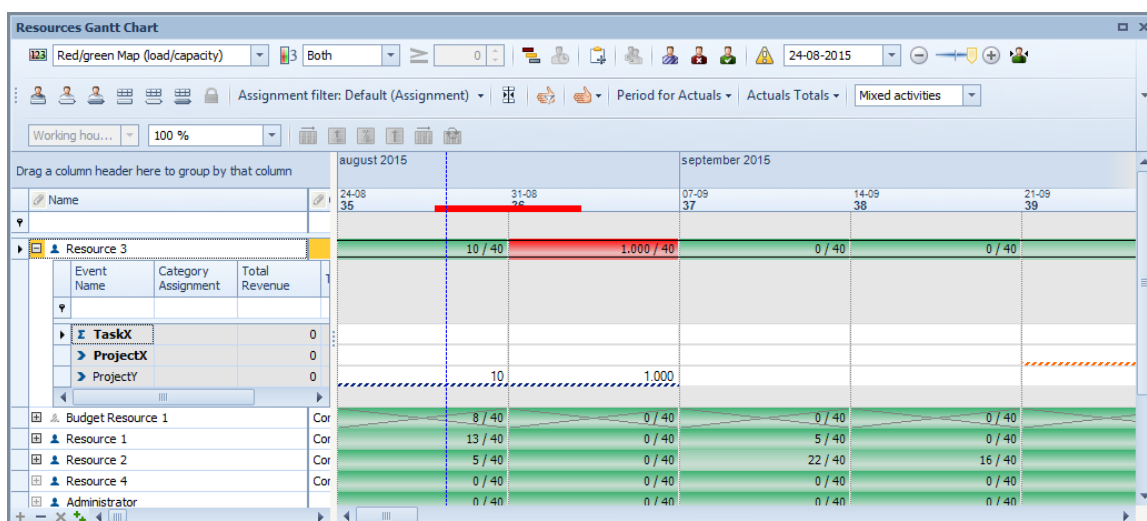 Resources Gantt Chart
123 Red/green Map (load/capacity) 3 Both 0 24-08-2015
Assignment filter: Default (Assignment) Period for Actuals Actuals Totals Mixed activities
Working hou... 100 %
Drag a column header here to group by that column august 2015 september 2015
Name 24-08 31-08 07-09 14-09 21-09
35 36 37 38 39
Resource 3 10 / 40 1.000 / 40 0 / 40 0 / 40
Event Category Total
Name Assignment Revenue
Σ TaskX 0
ProjectX 0
ProjectY 0 10 1.000
Budget Resource 1 Cor 8 / 40 0 / 40 0 / 40 0 / 40
Resource 1 Cor 13 / 40 0 / 40 5 / 40 0 / 40
Resource 2 Cor 5 / 40 0 / 40 22 / 40 16 / 40
Resource 4 Cor 0 / 40 0 / 40 0 / 40 0 / 40
Administrator 0 / 40 0 / 40 0 / 40 0 / 40